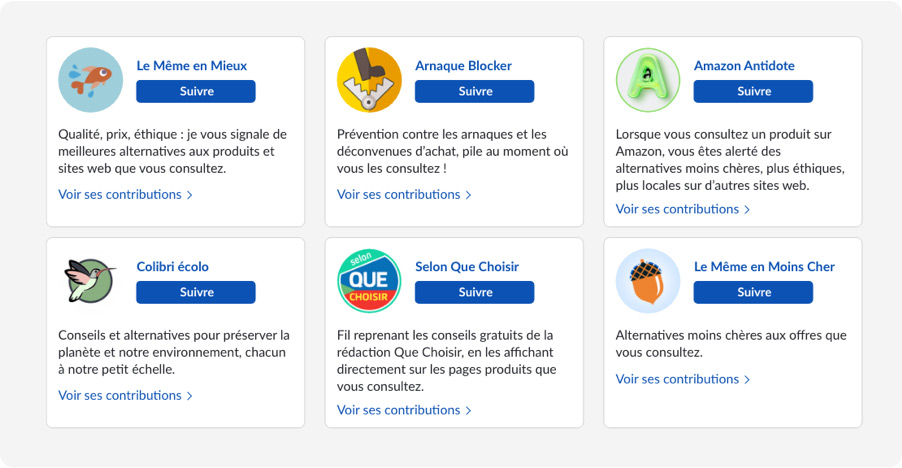 Le Même en Mieux
Suivre
Qualité, prix, éthique : je vous signale de
meilleures alternatives aux produits et
sites web que vous consultez.
Voir ses contributions
Arnaque Blocker
Suivre
Prévention contre les arnaques et les
déconvenues d’achat, pile au moment où
vous les consultez !
Voir ses contributions
A
Amazon Antidote
Suivre
Lorsque vous consultez un produit sur
Amazon, vous êtes alerté des
alternatives moins chères, plus éthiques,
plus locales sur d’autres sites web.
Voir ses contributions
Colibri écolo
Suivre
Conseils et alternatives pour préserver la
planète et notre environnement, chacun
à notre petit échelle.
Voir ses contributions
selon
QUE
CHOISIR
Selon Que Choisir
Suivre
Fil reprenant les conseils gratuits de la
rédaction Que Choisir, en les affichant
directement sur les pages produits que
vous consultez.
Voir ses contributions
Le Même en Moins Cher
Suivre
Alternatives moins chères aux offres que
vous consultez.
Voir ses contributions